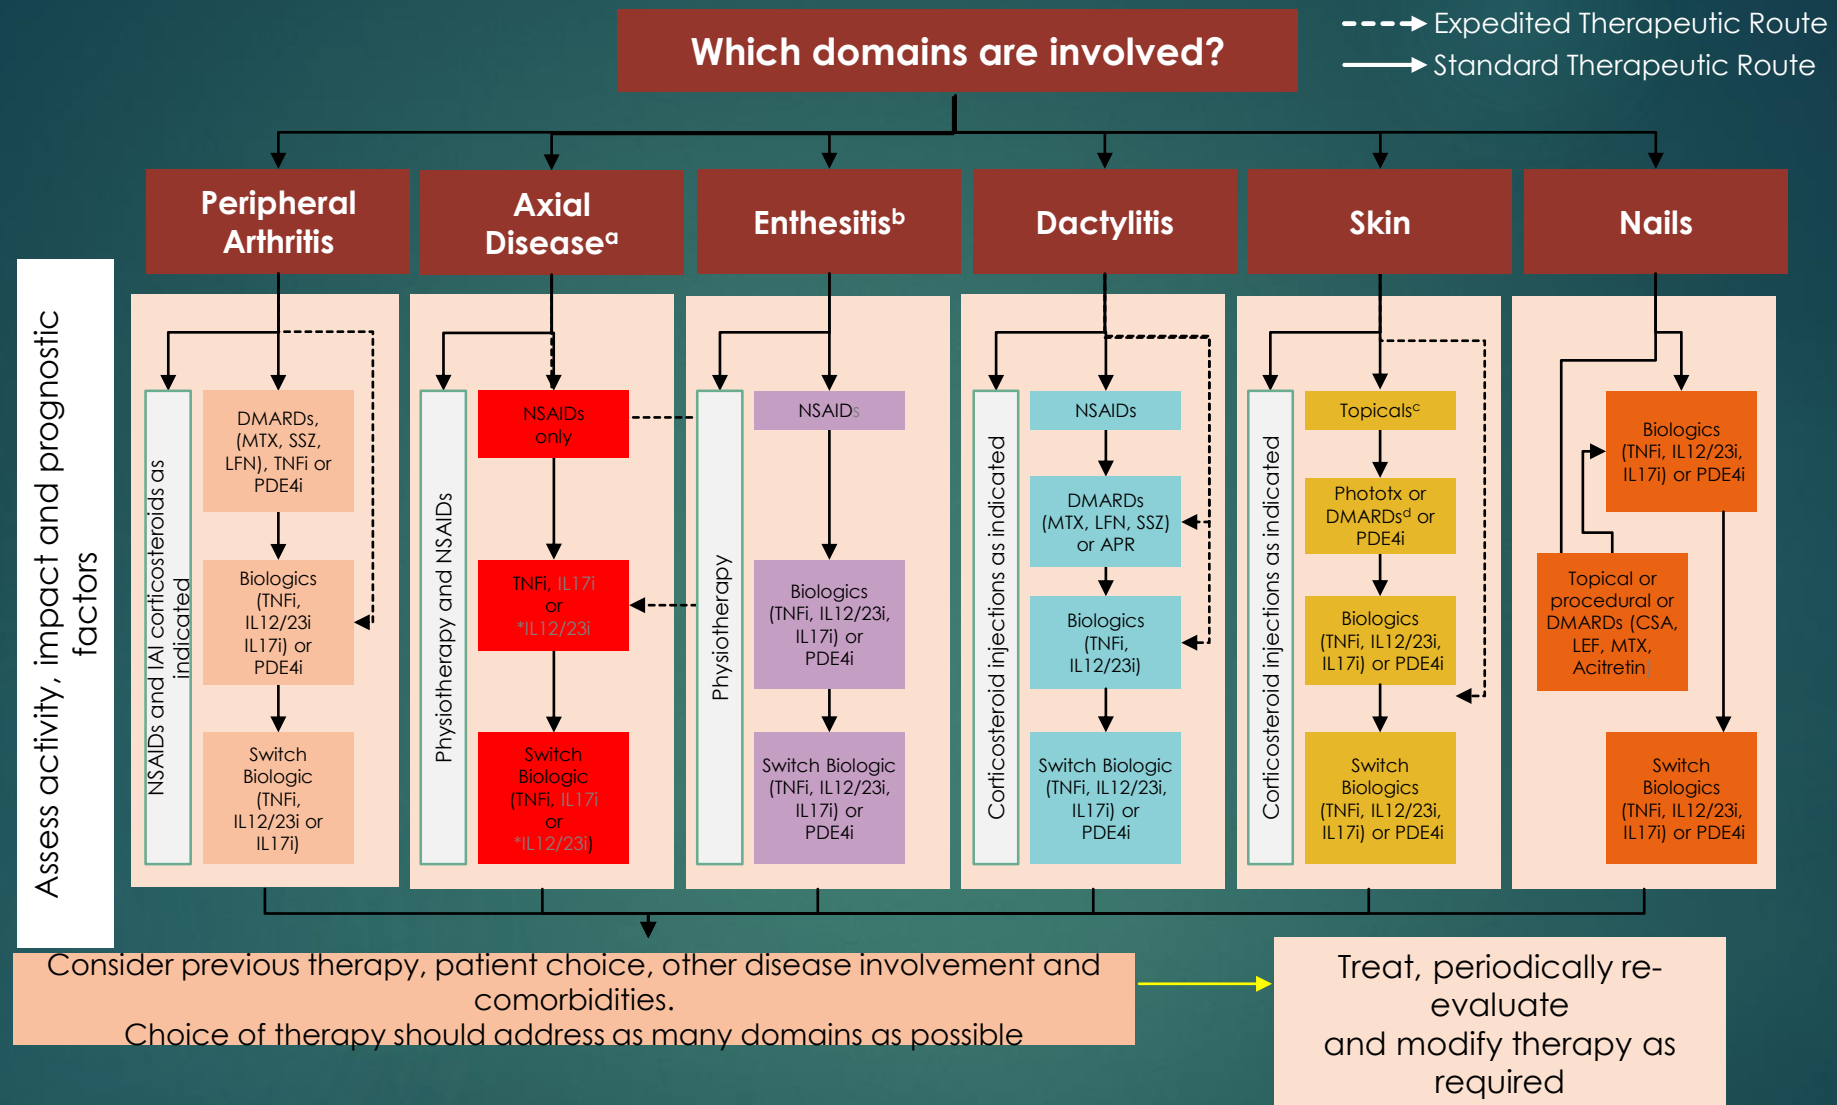 Which domains are involved?
Expedited Therapeutic Route
Standard Therapeutic Route
Assess activity, impact and prognostic
factors
Peripheral
Arthritis
NSAIDs and IAI corticosteroids as
indicated
DMARDs,
(MTX, SSZ,
LFN), TNFi or
PDE4i
Biologics
(TNFi,
IL12/23i
IL17i) or
PDE4i
Switch
Biologic
(TNFi,
IL12/23i or
IL17i)
Axial
Diseaseᵃ
Physiotherapy and NSAIDs
NSAIDs
only
TNFi, IL17i
or
*IL12/23i
Switch
Biologic
(TNFi, IL17i
or
*IL12/23i)
Enthesitisᵇ
Physiotherapy
NSAIDs
Biologics
(TNFi, IL12/23i,
IL17i) or
PDE4i
Switch Biologic
(TNFi, IL12/23i,
IL17i) or
PDE4i
Dactylitis
Corticosteroid injections as indicated
NSAIDs
DMARDs
(MTX, LFN, SSZ)
or APR
Biologics
(TNFi,
IL12/23i)
Switch Biologic
(TNFi, IL12/23i,
IL17i) or
PDE4i
Skin
Corticosteroid injections as indicated
Topicalsᶜ
Phototx or
DMARDsᵈ or
PDE4i
Biologics
(TNFi, IL12/23i,
IL17i) or PDE4i
Switch
Biologics
(TNFi, IL12/23i,
IL17i) or PDE4i
Nails
Biologics
(TNFi, IL12/23i,
IL17i) or PDE4i
Topical or
procedural or
DMARDs (CSA,
LEF, MTX,
Acitretin
Switch
Biologics
(TNFi, IL12/23i,
IL17i) or PDE4i
Consider previous therapy, patient choice, other disease involvement and
comorbidities.
Choice of therapy should address as many domains as possible
Treat, periodically re-
evaluate
and modify therapy as
required